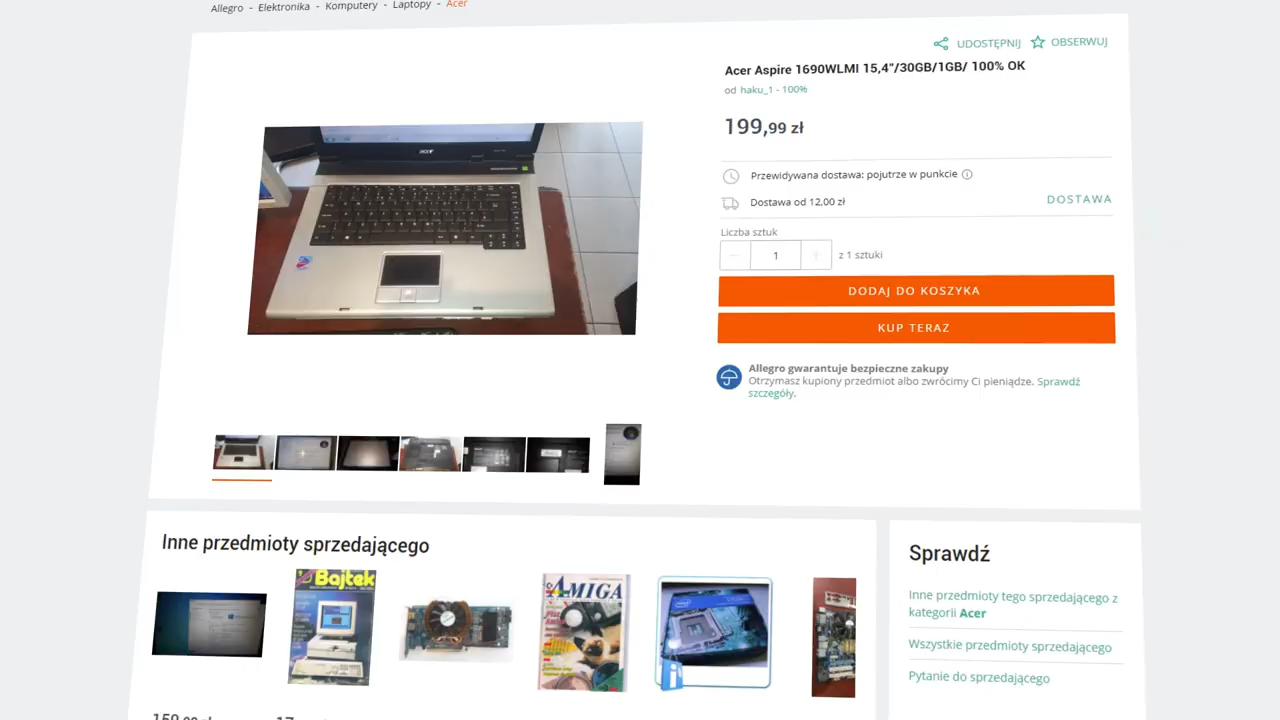 Allegro - Elektronika - Komputery - Laptopy - Acer
UDOSTĘPNIJ OBSERWUJ
Acer Aspire 1690WLMI 15,4"/30GB/1GB/ 100% OK
od haku_1 - 100%
199,99 zł
Przewidywana dostawa: pojutrze w punkcie
Dostawa od 12,00 zł
DOSTAWA
Liczba sztuk
1 z 1 sztuki
DODAJ DO KOSZYKA
KUP TERAZ
Allegro gwarantuje bezpieczne zakupy
Otrzymasz kupiony przedmiot albo zwrócimy Ci pieniądze. Sprawdź
szczegóły.
acer
Inne przedmioty sprzedającego
Bajtek
AMIGA
intel
Sprawdź
Inne przedmioty tego sprzedającego z
kategorii Acer
Wszystkie przedmioty sprzedającego
Pytanie do sprzedającego